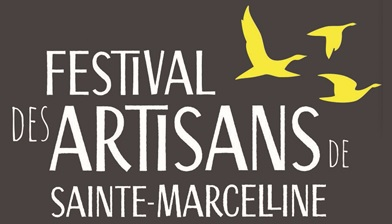 FESTIVAL
DES ARTISANS DE
SAINTE-MARCELLINE